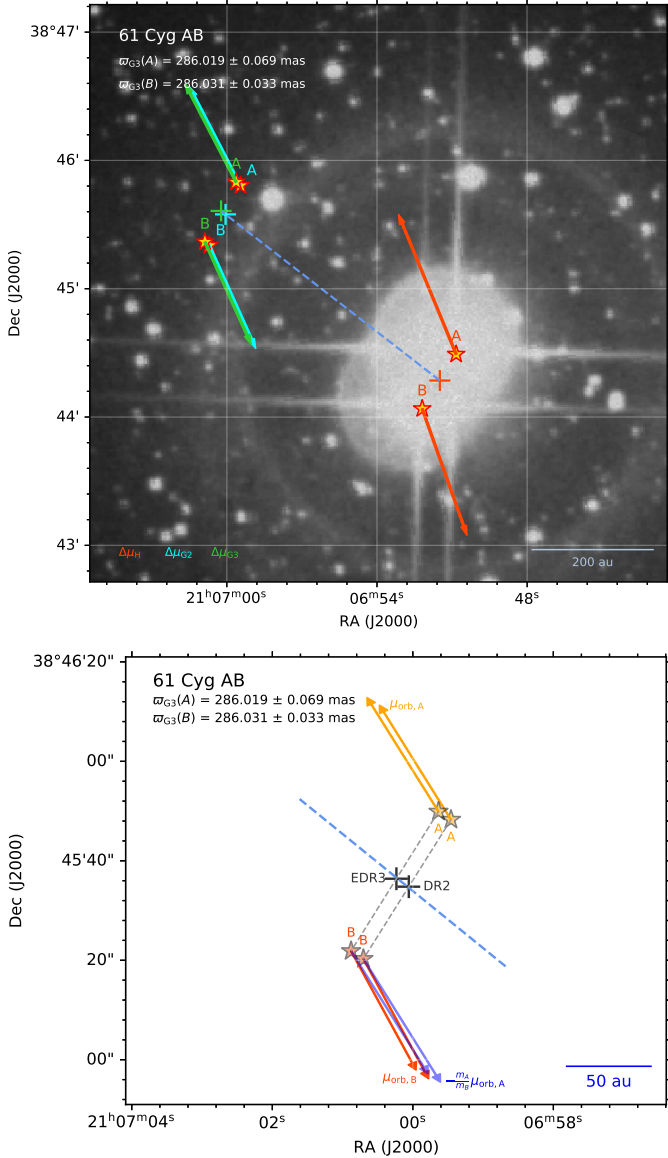 61 Cyg AB
ϖG3(A) = 286.019 ± 0.069 mas
ϖG3(B) = 286.031 ± 0.033 mas
38°47'
46'
45'
44'
43'
Dec (J2000)
A
A
B
B
A
B
ΔμH
ΔμG2
ΔμG3
200 au
21ʰ07ᵐ00ˢ
06ᵐ54ˢ
48ˢ
RA (J2000)
38°46'20"
00"
45'40"
20"
00"
Dec (J2000)
61 Cyg AB
ϖG3(A) = 286.019 ± 0.069 mas
ϖG3(B) = 286.031 ± 0.033 mas
μorb, A
A
A
EDR3
DR2
B
B
μorb, B
−mA/mB μorb, A
50 au
21ʰ07ᵐ04ˢ
02ˢ
00ˢ
06ᵐ58ˢ
RA (J2000)